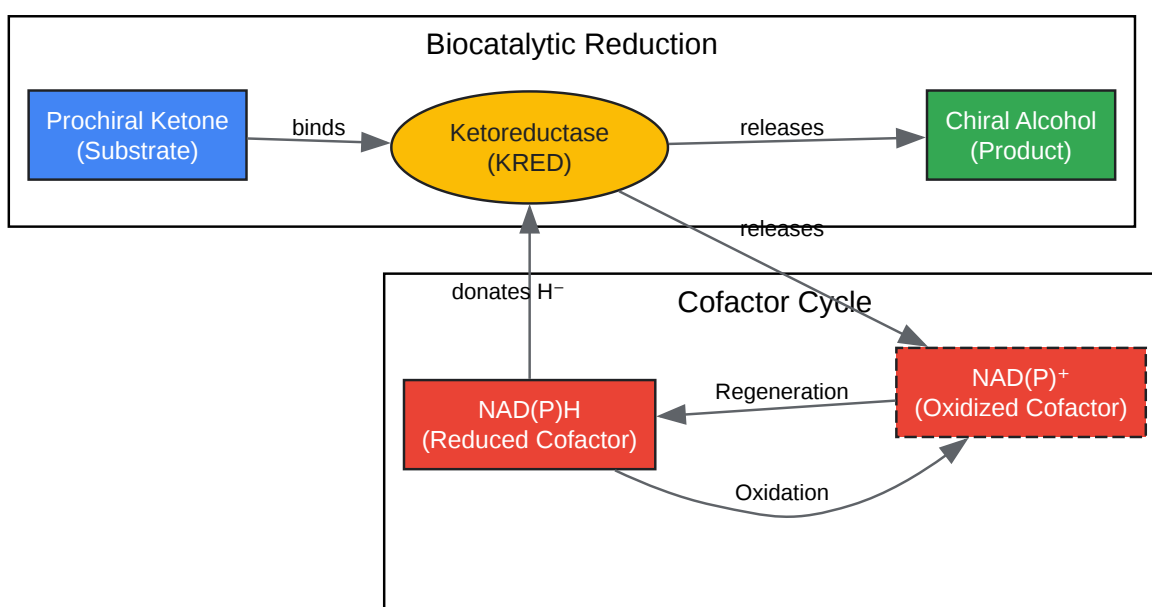 Biocatalytic Reduction
Prochiral Ketone
(Substrate)
binds
Ketoreductase
(KRED)
releases
Chiral Alcohol
(Product)
releases
donates H⁻
Cofactor Cycle
NAD(P)H
(Reduced Cofactor)
Regeneration
NAD(P)⁺
(Oxidized Cofactor)
Oxidation